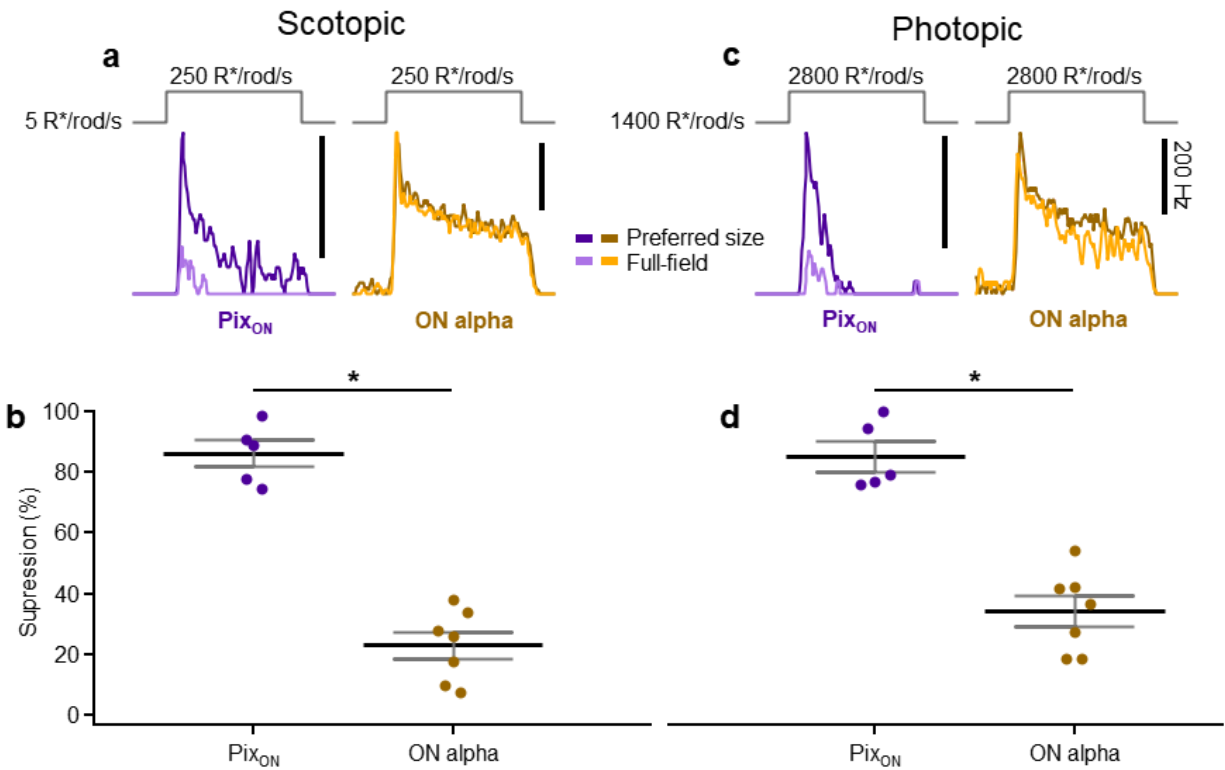 Scotopic
Photopic
a
c
250 R*/rod/s
250 R*/rod/s
2800 R*/rod/s
2800 R*/rod/s
5 R*/rod/s
1400 R*/rod/s
200 Hz
Preferred size
Full-field
PixON
ON alpha
PixON
ON alpha
*
*
b
d
100
80
60
40
20
0
Supression (%)
PixON
ON alpha
PixON
ON alpha